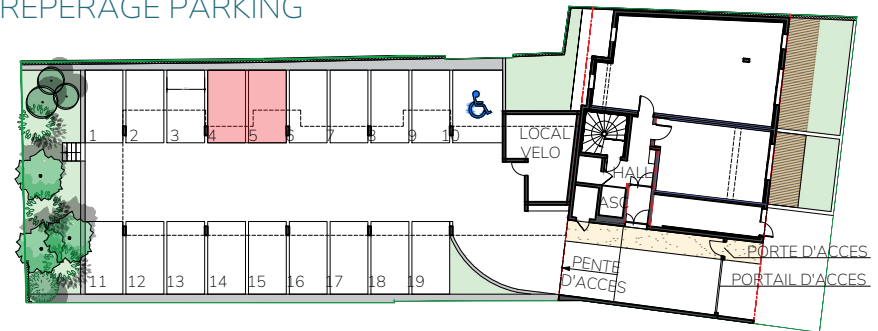 REPERAGE PARKING
1 2 3 4 5 6 7 8 9 10
LOCAL
VELO
HALL
ASC
11 12 13 14 15 16 17 18 19
PENTE
D'ACCES
PORTE D'ACCES
PORTAIL D'ACCES